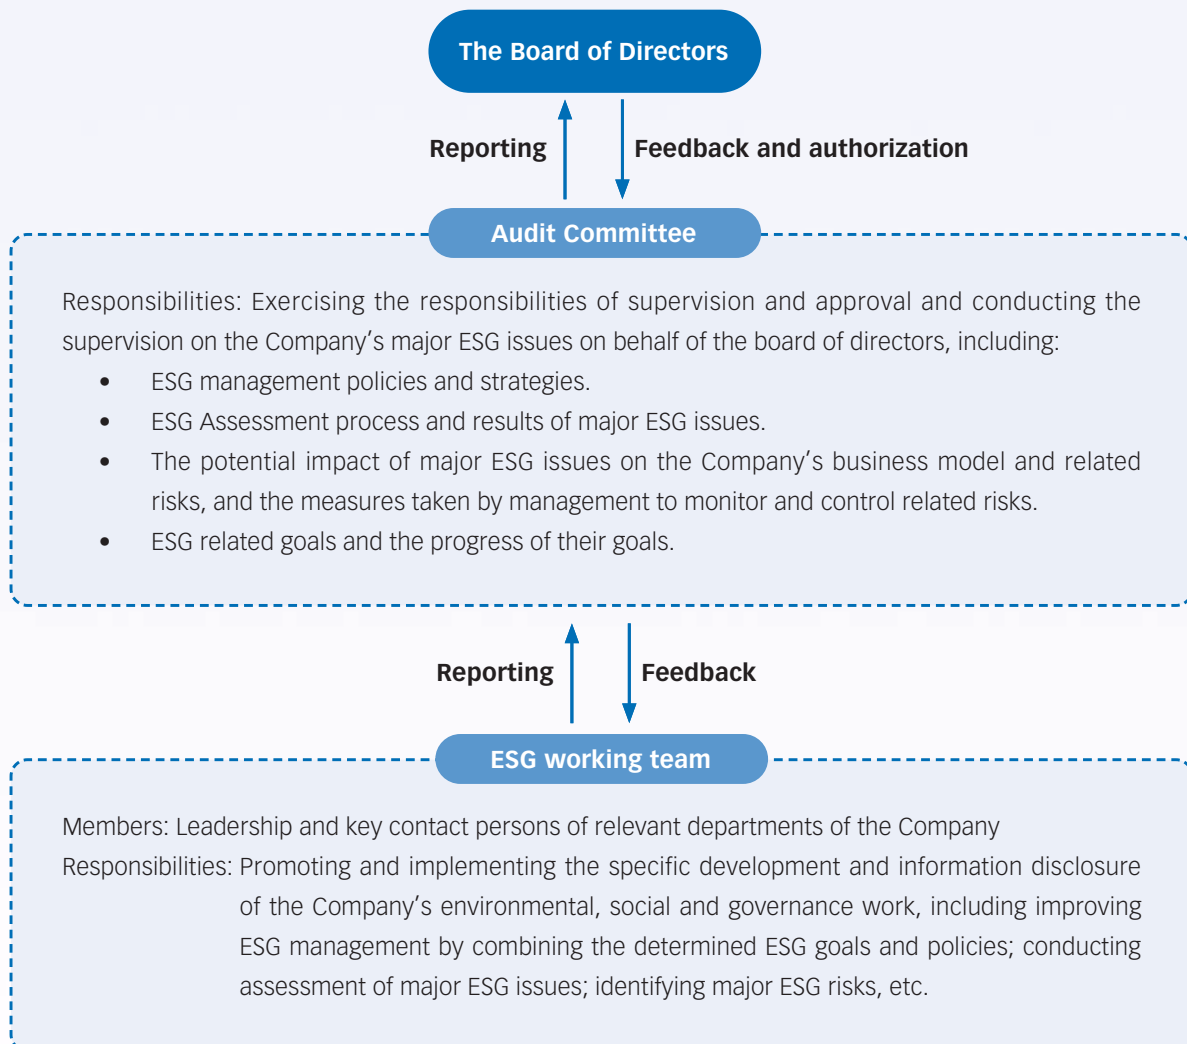 The Board of Directors
Reporting
Feedback and authorization
Audit Committee
Responsibilities: Exercising the responsibilities of supervision and approval and conducting the
supervision on the Company’s major ESG issues on behalf of the board of directors, including:
• ESG management policies and strategies.
• ESG Assessment process and results of major ESG issues.
• The potential impact of major ESG issues on the Company’s business model and related
risks, and the measures taken by management to monitor and control related risks.
• ESG related goals and the progress of their goals.
Reporting
Feedback
ESG working team
Members: Leadership and key contact persons of relevant departments of the Company
Responsibilities: Promoting and implementing the specific development and information disclosure
of the Company’s environmental, social and governance work, including improving
ESG management by combining the determined ESG goals and policies; conducting
assessment of major ESG issues; identifying major ESG risks, etc.